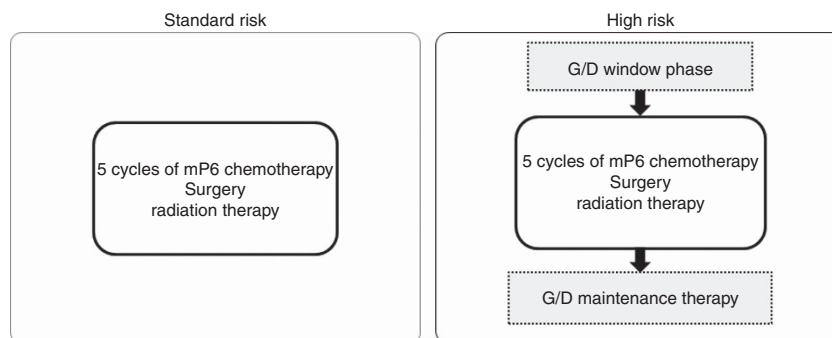 Standard risk
5 cycles of mP6 chemotherapy
Surgery
radiation therapy
High risk
G/D window phase
5 cycles of mP6 chemotherapy
Surgery
radiation therapy
G/D maintenance therapy